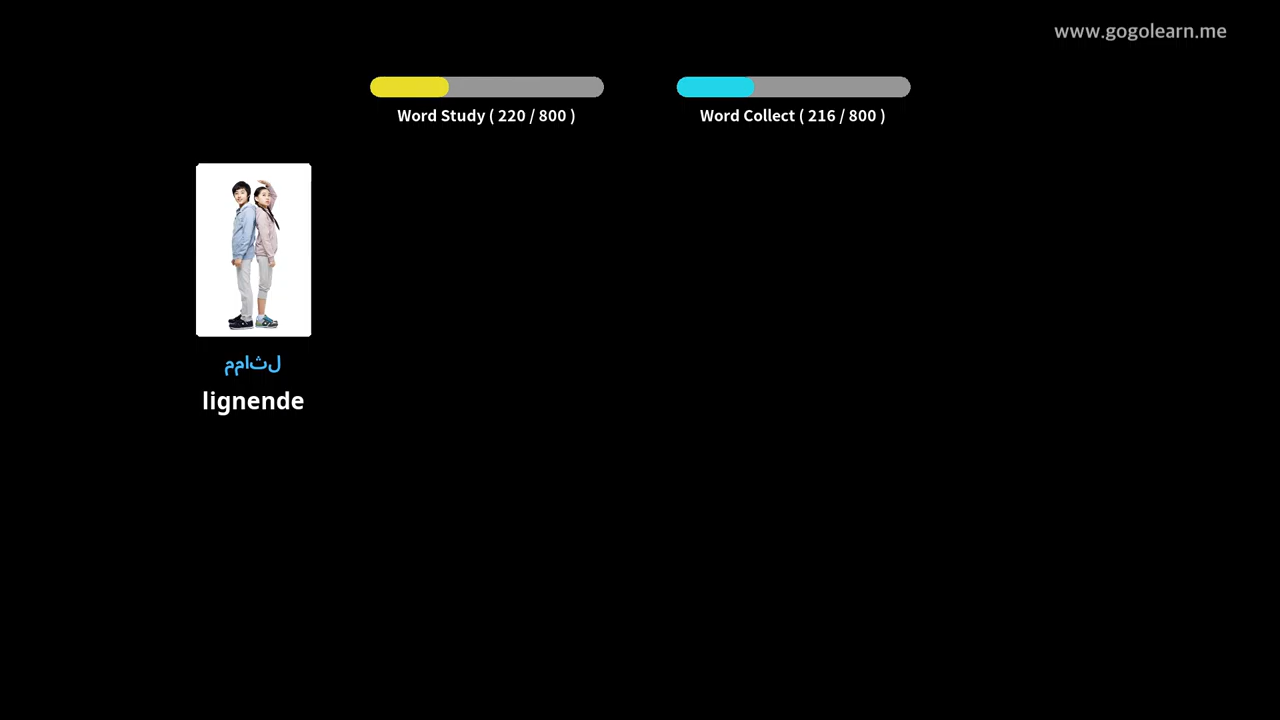 www.gogolearn.me
Word Study ( 220 / 800 )
Word Collect ( 216 / 800 )
مماثل
lignende